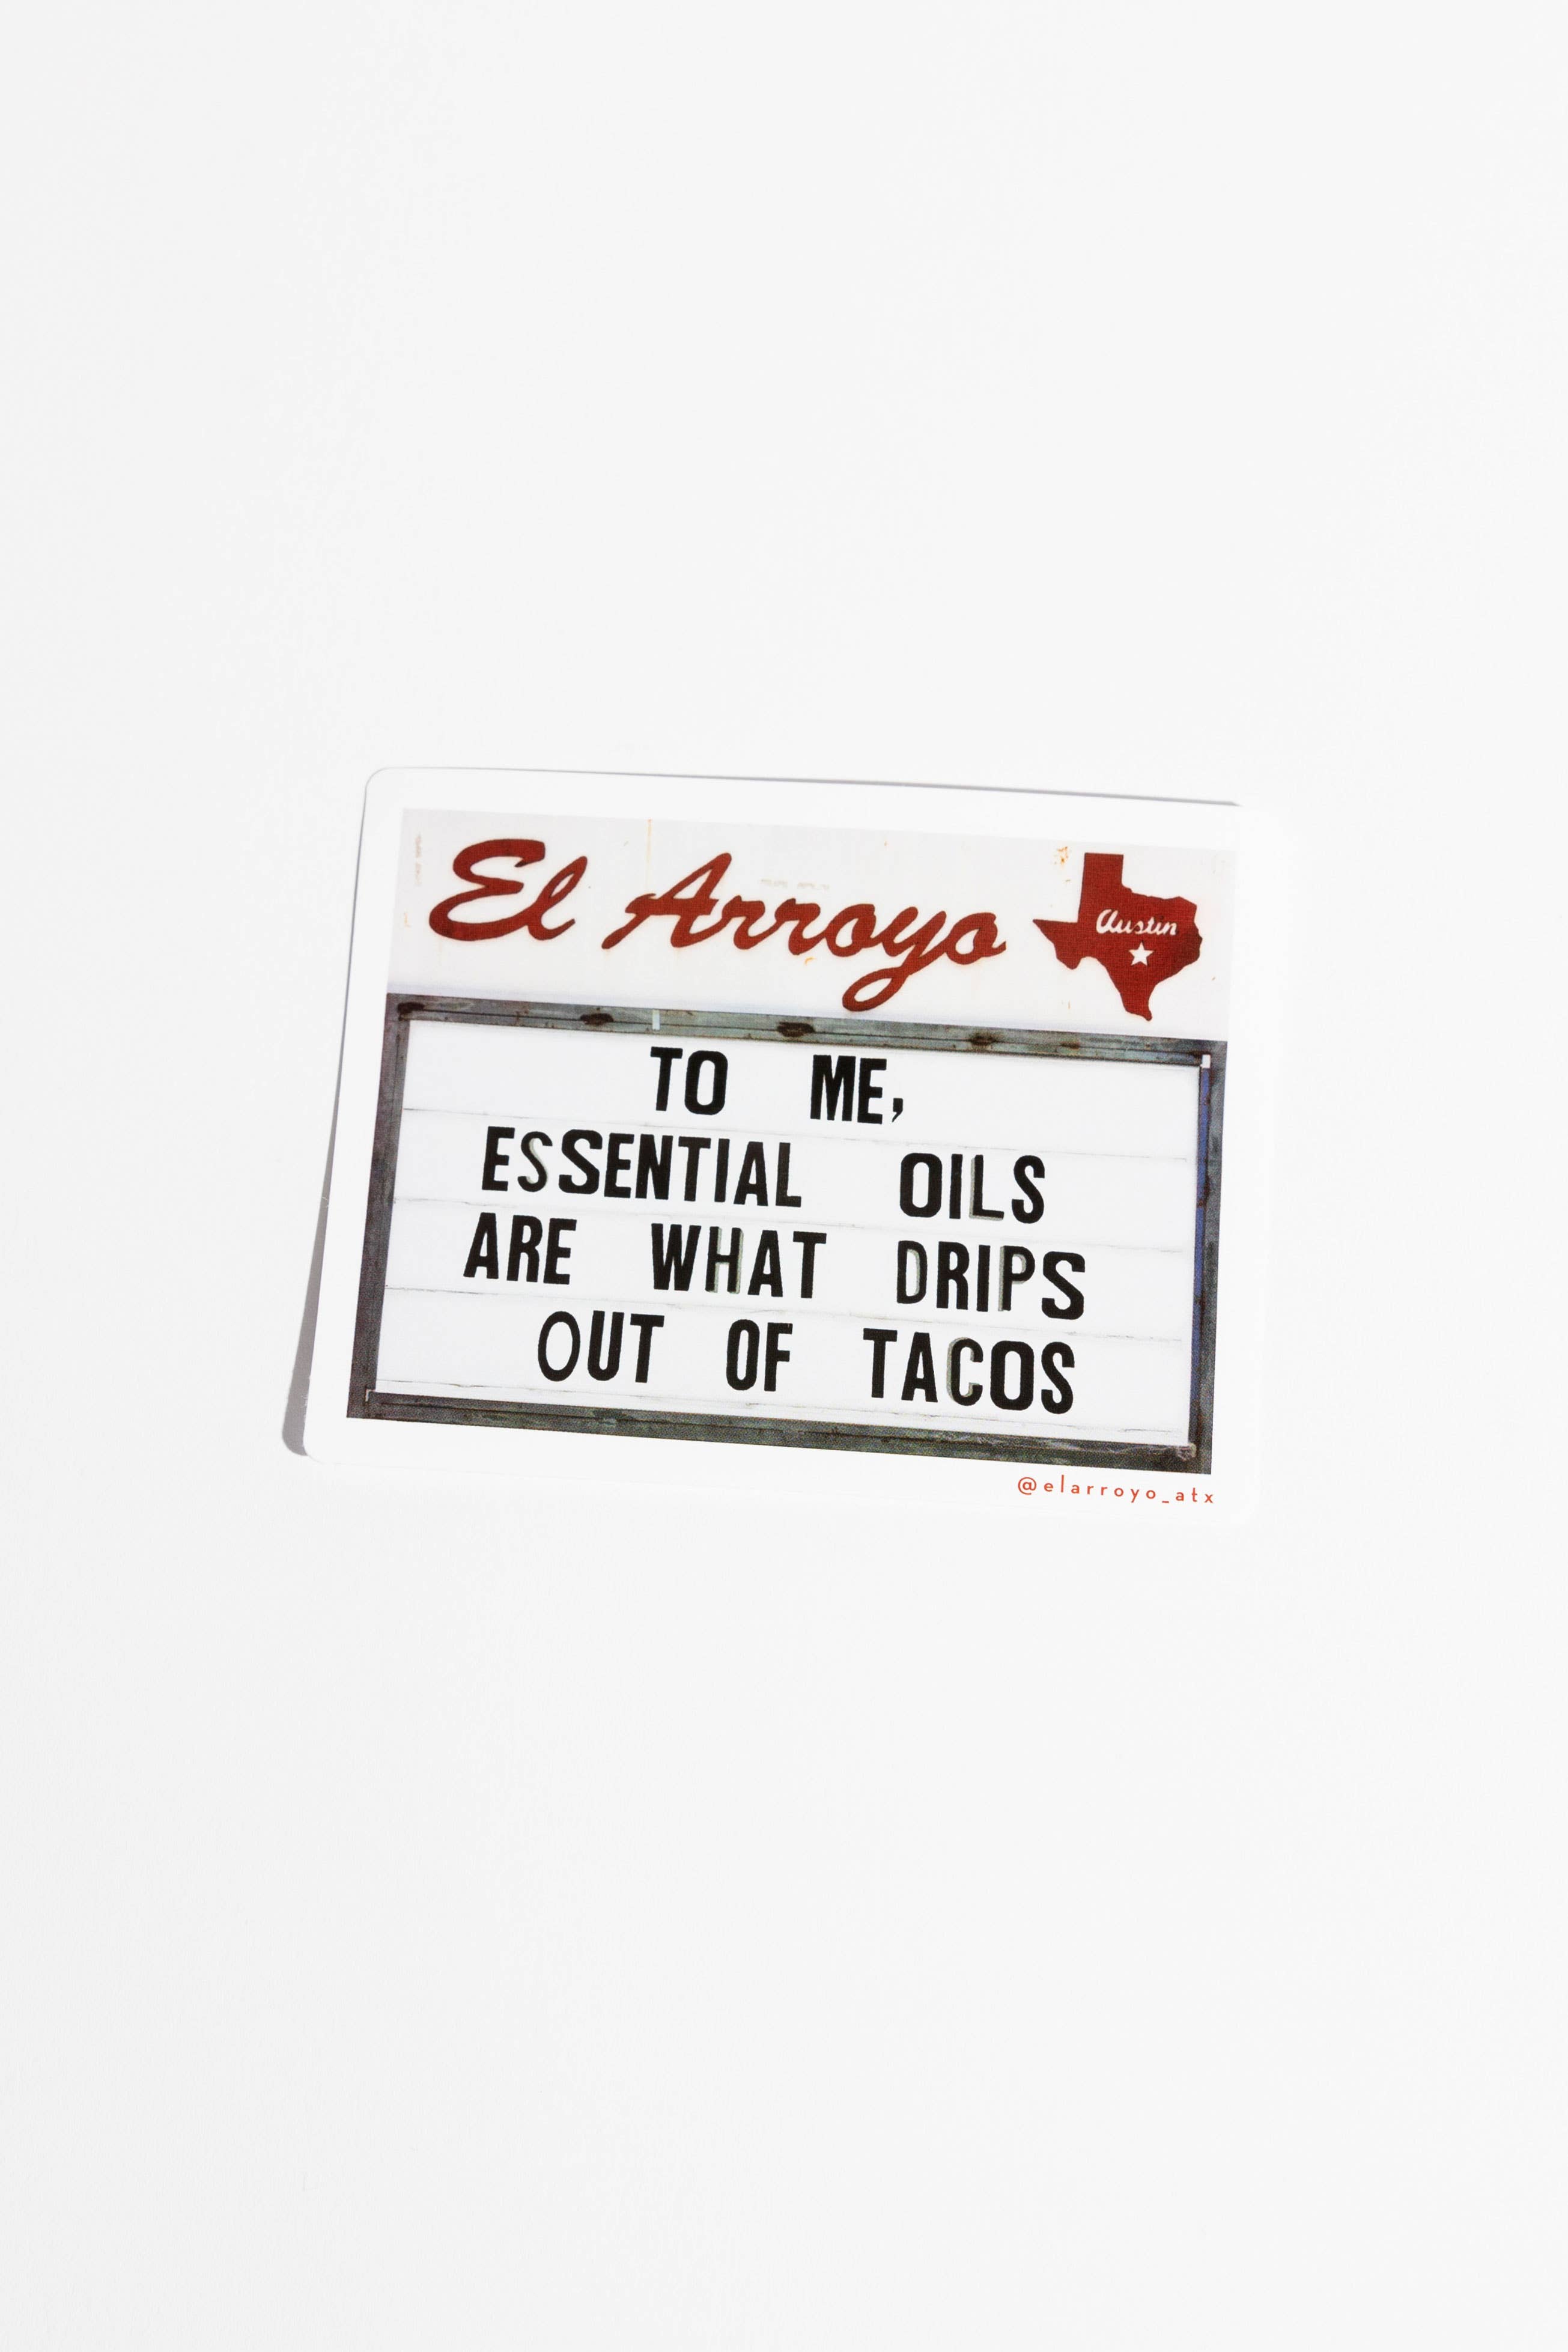 El Arroyo
Austin
TO ME,
ESSENTIAL OILS
ARE WHAT DRIPS
OUT OF TACOS
@elarroyo_atx